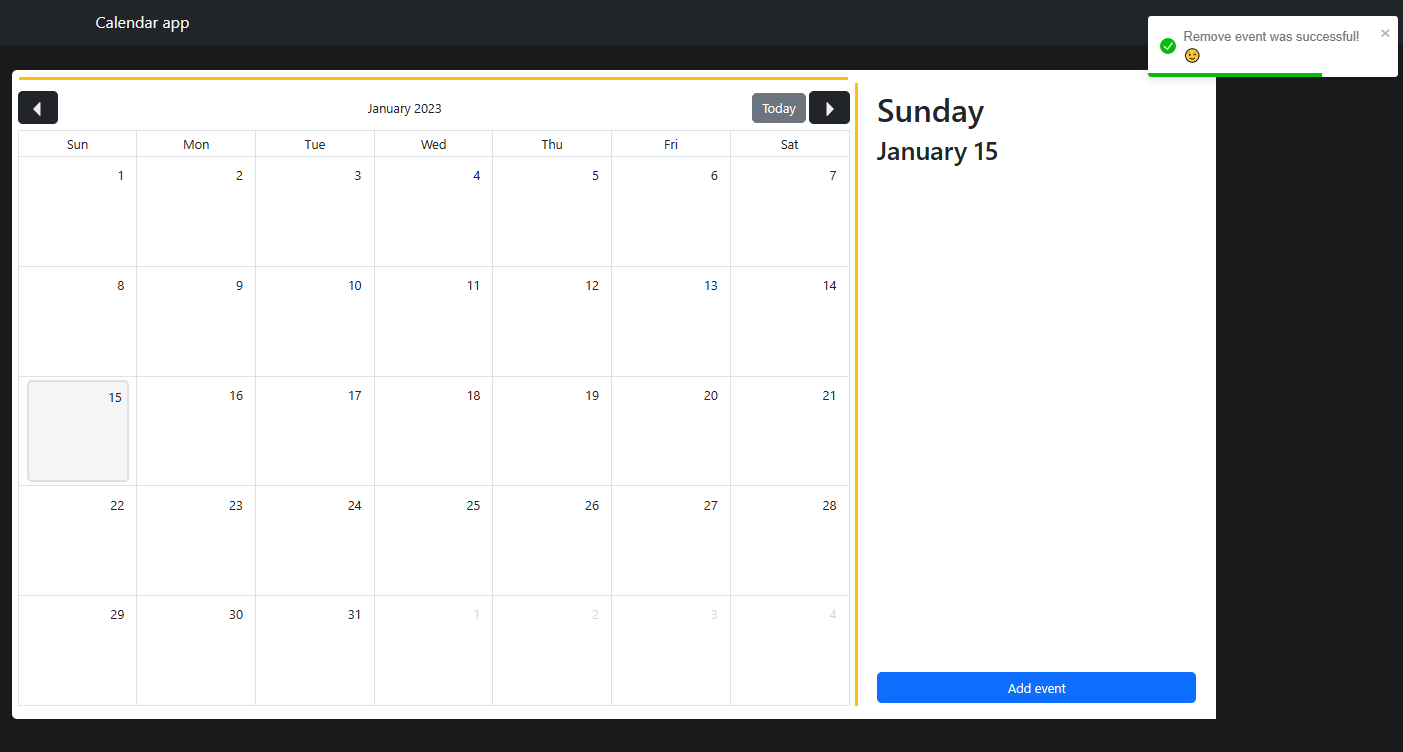 Calendar app
Remove event was successful!
😉
January 2023
Today
Sun Mon Tue Wed Thu Fri Sat
1 2 3 4 5 6 7
8 9 10 11 12 13 14
15 16 17 18 19 20 21
22 23 24 25 26 27 28
29 30 31 1 2 3 4
Sunday
January 15
Add event